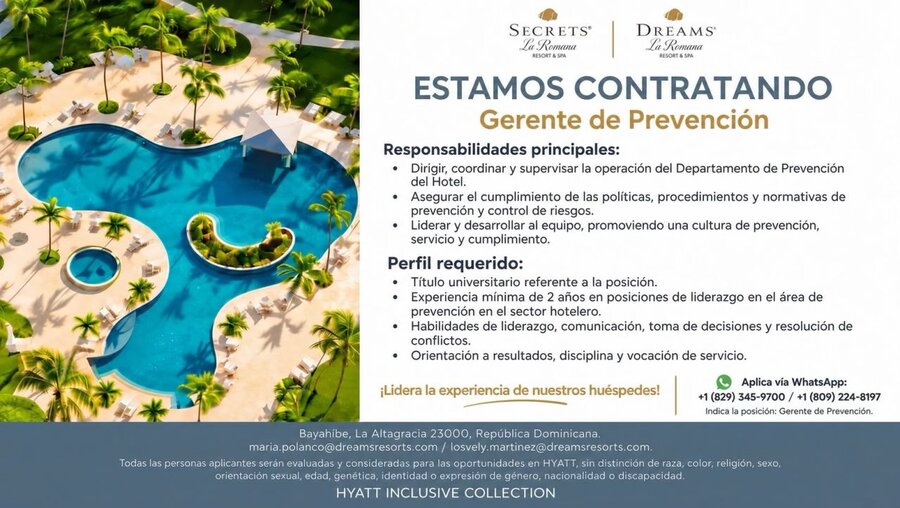 SECRETS®
La Romana
RESORT & SPA
DREAMS®
La Romana
RESORT & SPA
ESTAMOS CONTRATANDO
Gerente de Prevención
Responsabilidades principales:
• Dirigir, coordinar y supervisar la operación del Departamento de Prevención
del Hotel.
• Asegurar el cumplimiento de las políticas, procedimientos y normativas de
prevención y control de riesgos.
• Liderar y desarrollar al equipo, promoviendo una cultura de prevención,
servicio y cumplimiento.
Perfil requerido:
• Título universitario referente a la posición.
• Experiencia mínima de 2 años en posiciones de liderazgo en el área de
prevención en el sector hotelero.
• Habilidades de liderazgo, comunicación, toma de decisiones y resolución de
conflictos.
• Orientación a resultados, disciplina y vocación de servicio.
¡Lidera la experiencia de nuestros huéspedes!
Aplica vía WhatsApp:
+1 (829) 345-9700 / +1 (809) 224-8197
Indica la posición: Gerente de Prevención.
Bayahíbe, La Altagracia 23000, República Dominicana.
maria.polanco@dreamsresorts.com / losvely.martinez@dreamsresorts.com.
Todas las personas aplicantes serán evaluadas y consideradas para las oportunidades en HYATT, sin distinción de raza, color, religión, sexo,
orientación sexual, edad, genética, identidad o expresión de género, nacionalidad o discapacidad.
HYATT INCLUSIVE COLLECTION